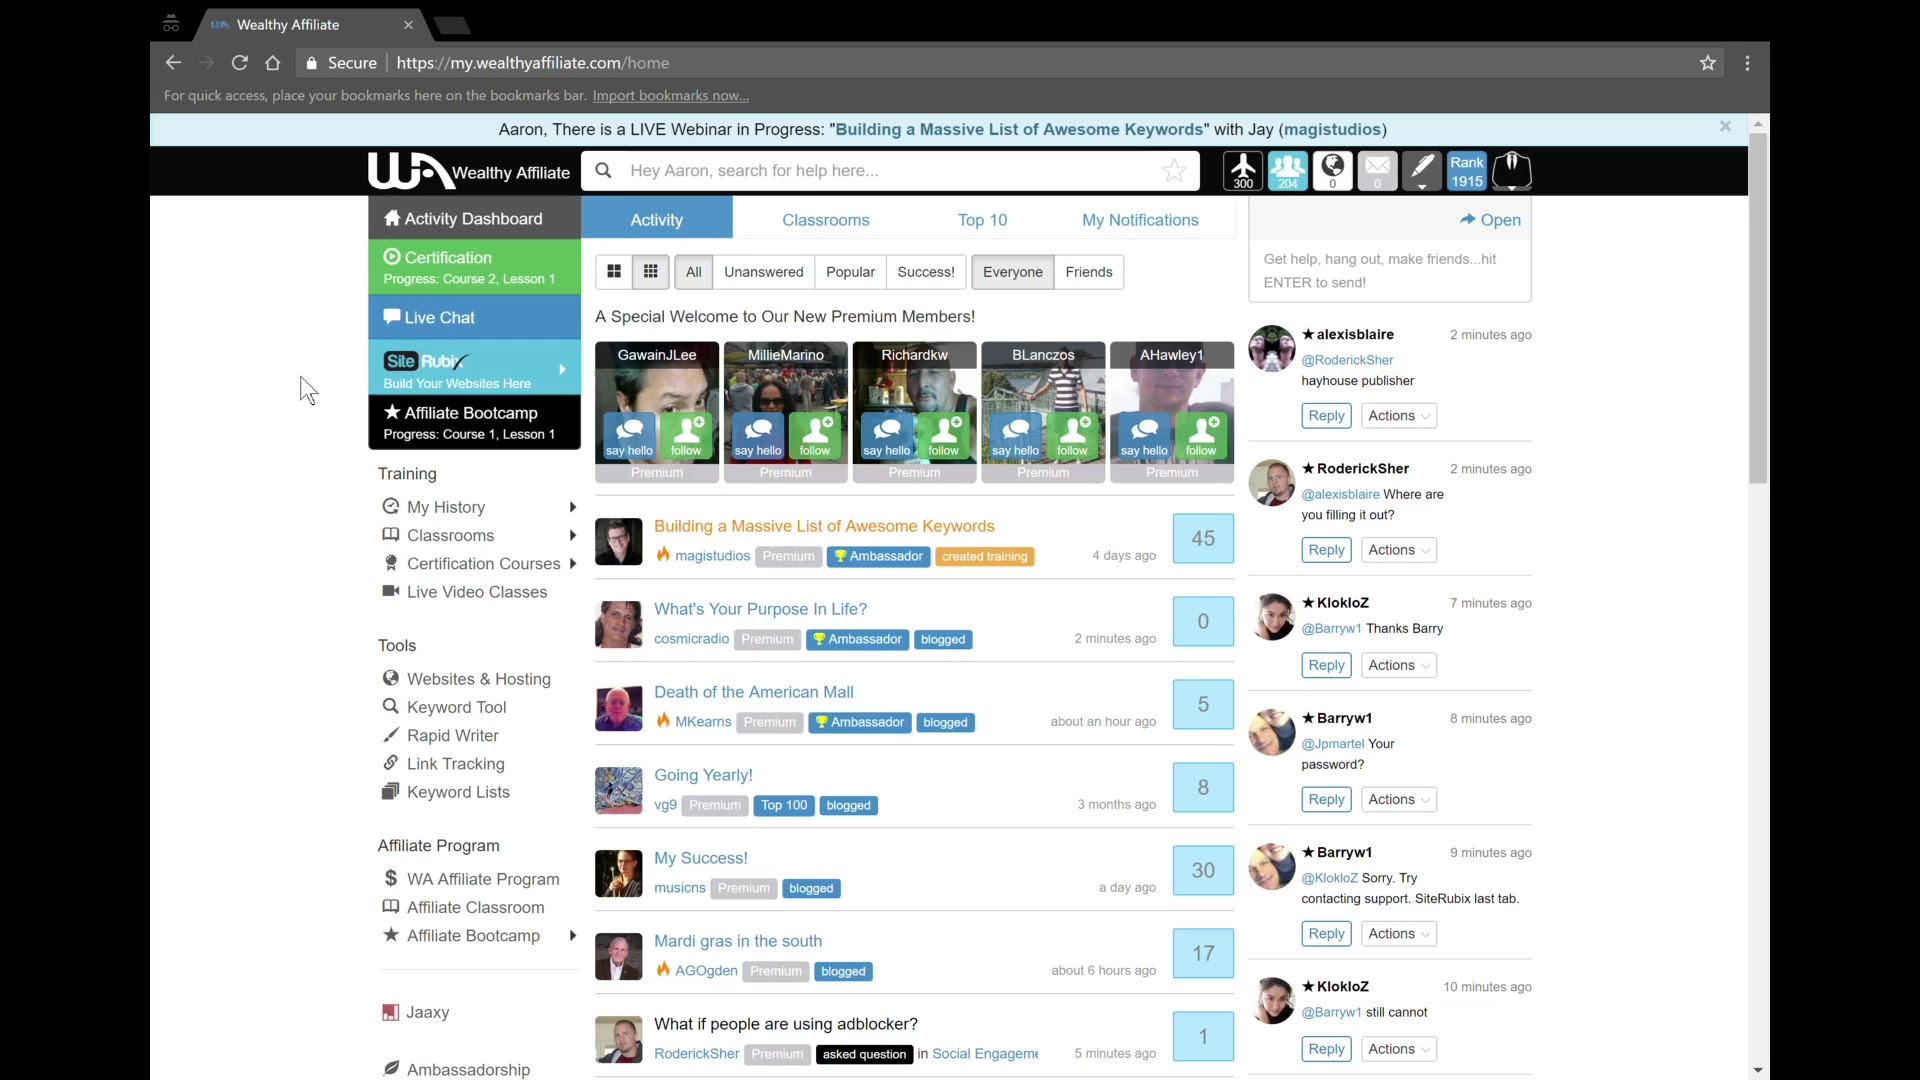 Wealthy Affiliate
Secure https://my.wealthyaffiliate.com/home
For quick access, place your bookmarks here on the bookmarks bar. Import bookmarks now...
Aaron, There is a LIVE Webinar in Progress: "Building a Massive List of Awesome Keywords" with Jay (magistudios)
WA Wealthy Affiliate
Hey Aaron, search for help here...
300
204
0
0
Rank
1915
Activity Dashboard
Certification
Progress: Course 2, Lesson 1
Live Chat
Site Rubix
Build Your Websites Here
Affiliate Bootcamp
Progress: Course 1, Lesson 1
Training
My History
Classrooms
Certification Courses
Live Video Classes
Tools
Websites & Hosting
Keyword Tool
Rapid Writer
Link Tracking
Keyword Lists
Affiliate Program
WA Affiliate Program
Affiliate Classroom
Affiliate Bootcamp
Jaaxy
Ambassadorship
Activity Classrooms Top 10 My Notifications
All Unanswered Popular Success! Everyone Friends
A Special Welcome to Our New Premium Members!
GawainJLee MillieMarino Richardkw BLanczos AHawley1
say hello follow say hello follow say hello follow say hello follow say hello follow
Premium Premium Premium Premium Premium
Building a Massive List of Awesome Keywords
magistudios Premium Ambassador created training 4 days ago
45
What's Your Purpose In Life?
cosmicradio Premium Ambassador blogged 2 minutes ago
0
Death of the American Mall
MKearns Premium Ambassador blogged about an hour ago
5
Going Yearly!
vg9 Premium Top 100 blogged 3 months ago
8
My Success!
musicns Premium blogged a day ago
30
Mardi gras in the south
AGOgden Premium blogged about 6 hours ago
17
What if people are using adblocker?
RoderickSher Premium asked question in Social Engageme 5 minutes ago
1
Open
Get help, hang out, make friends...hit
ENTER to send!
alexisblaire 2 minutes ago
@RoderickSher
hayhouse publisher
Reply Actions
RoderickSher 2 minutes ago
@alexisblaire Where are
you filling it out?
Reply Actions
KlokloZ 7 minutes ago
@Barryw1 Thanks Barry
Reply Actions
Barryw1 8 minutes ago
@Jpmartel Your
password?
Reply Actions
Barryw1 9 minutes ago
@KlokloZ Sorry. Try
contacting support. SiteRubix last tab.
Reply Actions
KlokloZ 10 minutes ago
@Barryw1 still cannot
Reply Actions